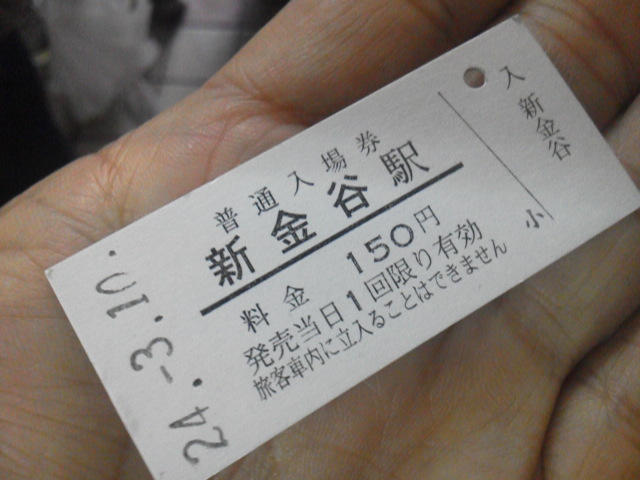 24.-3.10.
普通入場券
新金谷駅
料金 150円
発売当日1回限り有効
旅客車内に立入ることはできません
入 新金谷
小